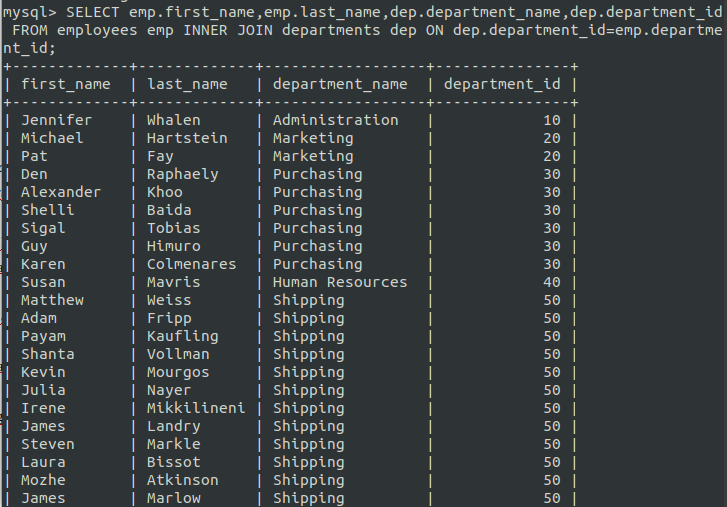 mysql> SELECT emp.first_name,emp.last_name,dep.department_name,dep.department_id
 FROM employees emp INNER JOIN departments dep ON dep.department_id=emp.departme
nt_id;
+-------------+-------------+------------------+---------------+
| first_name  | last_name   | department_name  | department_id |
+-------------+-------------+------------------+---------------+
| Jennifer    | Whalen      | Administration   |            10 |
| Michael     | Hartstein   | Marketing        |            20 |
| Pat         | Fay         | Marketing        |            20 |
| Den         | Raphaely    | Purchasing       |            30 |
| Alexander   | Khoo        | Purchasing       |            30 |
| Shelli      | Baida       | Purchasing       |            30 |
| Sigal       | Tobias      | Purchasing       |            30 |
| Guy         | Himuro      | Purchasing       |            30 |
| Karen       | Colmenares  | Purchasing       |            30 |
| Susan       | Mavris      | Human Resources  |            40 |
| Matthew     | Weiss       | Shipping         |            50 |
| Adam        | Fripp       | Shipping         |            50 |
| Payam       | Kaufling    | Shipping         |            50 |
| Shanta      | Vollman     | Shipping         |            50 |
| Kevin       | Mourgos     | Shipping         |            50 |
| Julia       | Nayer       | Shipping         |            50 |
| Irene       | Mikkilineni | Shipping         |            50 |
| James       | Landry      | Shipping         |            50 |
| Steven      | Markle      | Shipping         |            50 |
| Laura       | Bissot      | Shipping         |            50 |
| Mozhe       | Atkinson    | Shipping         |            50 |
| James       | Marlow      | Shipping         |            50 |